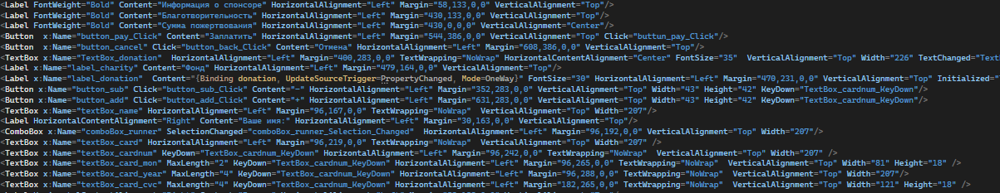 <Label FontWeight="Bold" Content="Информация о спонсоре" HorizontalAlignment="Left" Margin="58,133,0,0" VerticalAlignment="Top"/>
<Label FontWeight="Bold" Content="Благотворительность" HorizontalAlignment="Left" Margin="430,133,0,0" VerticalAlignment="Top"/>
<Label FontWeight="Bold" Content="Сумма пожертвования" HorizontalAlignment="Left" Margin="430,0,0,0" VerticalAlignment="Center"/>
<Button  x:Name="button_pay_Click" Content="Заплатить" HorizontalAlignment="Left" Margin="544,386,0,0" VerticalAlignment="Top" Click="buttun_pay_Click"/>
<Button x:Name="button_cancel" Click="button_back_Click" Content="Отмена" HorizontalAlignment="Left" Margin="608,386,0,0" VerticalAlignment="Top"/>
<TextBox x:Name="TextBox_donation"  HorizontalAlignment="Left" Margin="400,283,0,0" TextWrapping="NoWrap" HorizontalContentAlignment="Center" FontSize="35"  VerticalAlignment="Top" Width="226" TextChanged="Text
<Label x:Name="label_charity" Content="Фонд" HorizontalAlignment="Left" Margin="479,164,0,0" VerticalAlignment="Top"/>
<Label x:Name="label_donation"  Content="{Binding donation, UpdateSourceTrigger=PropertyChanged, Mode=OneWay}" FontSize="30" HorizontalAlignment="Left" Margin="470,231,0,0" VerticalAlignment="Top" Initialized="
<Button x:Name="button_sub" Click="button_sub_Click" Content="-" HorizontalAlignment="Left" Margin="352,283,0,0" VerticalAlignment="Top" Width="43" Height="42" KeyDown="TextBox_cardnum_KeyDown"/>
<Button x:Name="button_add" Click="button_add_Click" Content="+" HorizontalAlignment="Left" Margin="631,283,0,0" VerticalAlignment="Top" Width="43" Height="42" KeyDown="TextBox_cardnum_KeyDown"/>
<TextBox x:Name="textBox_name" HorizontalAlignment="Left" Margin="96,167,0,0" TextWrapping="NoWrap"  VerticalAlignment="Top" Width="207"/>
<Label HorizontalContentAlignment="Right" Content="Ваше имя:" HorizontalAlignment="Left" Margin="30,163,0,0" VerticalAlignment="Top"/>
<ComboBox x:Name="comboBox_runner" SelectionChanged="comboBox_runner_Selection_Changed"  HorizontalAlignment="Left" Margin="96,192,0,0" VerticalAlignment="Top" Width="207"/>
<TextBox x:Name="textBox_card" HorizontalAlignment="Left" Margin="96,219,0,0" TextWrapping="NoWrap"  VerticalAlignment="Top" Width="207" />
<TextBox x:Name="textBox_cardnum" KeyDown="TextBox_cardnum_KeyDown" HorizontalAlignment="Left" Margin="96,242,0,0" TextWrapping="NoWrap"  VerticalAlignment="Top" Width="207" />
<TextBox x:Name="textBox_card_mon" MaxLength="2" KeyDown="TextBox_cardnum_KeyDown" HorizontalAlignment="Left" Margin="96,265,0,0" TextWrapping="NoWrap"  VerticalAlignment="Top" Width="81" Height="18" />
<TextBox x:Name="textBox_card_year" MaxLength="4" KeyDown="TextBox_cardnum_KeyDown" HorizontalAlignment="Left" Margin="96,288,0,0" TextWrapping="NoWrap"  VerticalAlignment="Top" Width="207"/>
<TextBox x:Name="textBox_card_cvc" MaxLength="4" KeyDown="TextBox_cardnum_KeyDown" HorizontalAlignment="Left" Margin="182,265,0,0" TextWrapping="NoWrap"  VerticalAlignment="Top" Width="121" Height="18" />